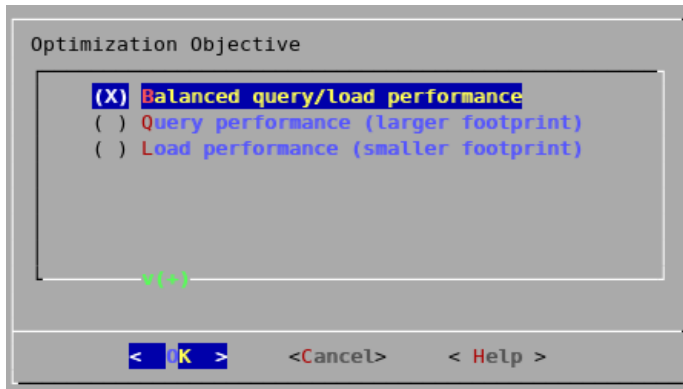 Optimization Objective
(X) Balanced query/load performance
( ) Query performance (larger footprint)
( ) Load performance (smaller footprint)
v(+)
< OK > <Cancel> < Help >